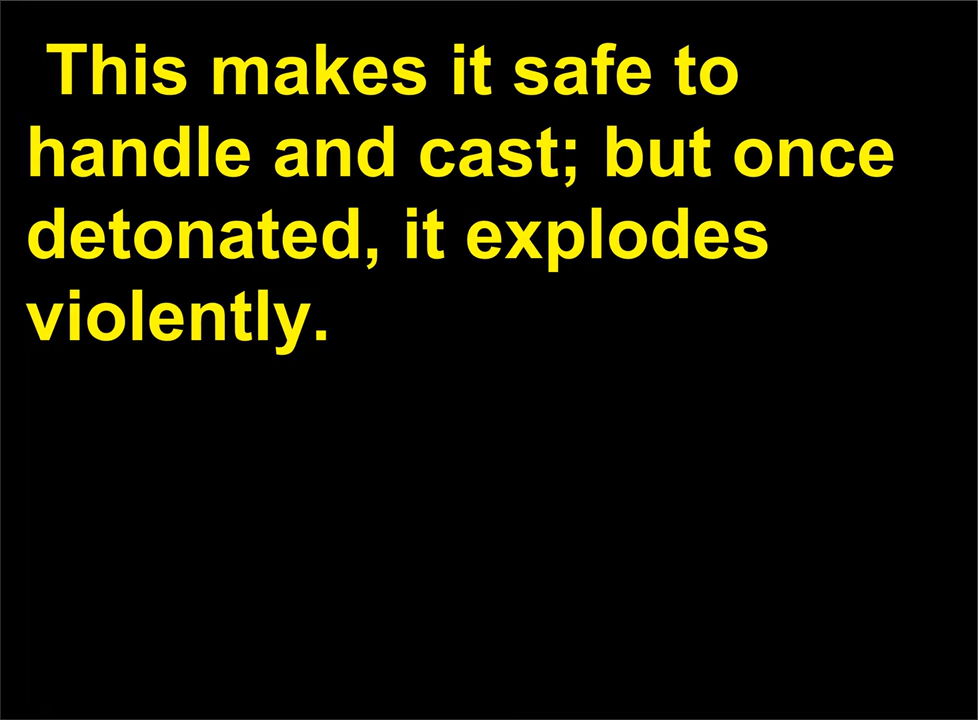 This makes it safe to
handle and cast; but once
detonated, it explodes
violently.